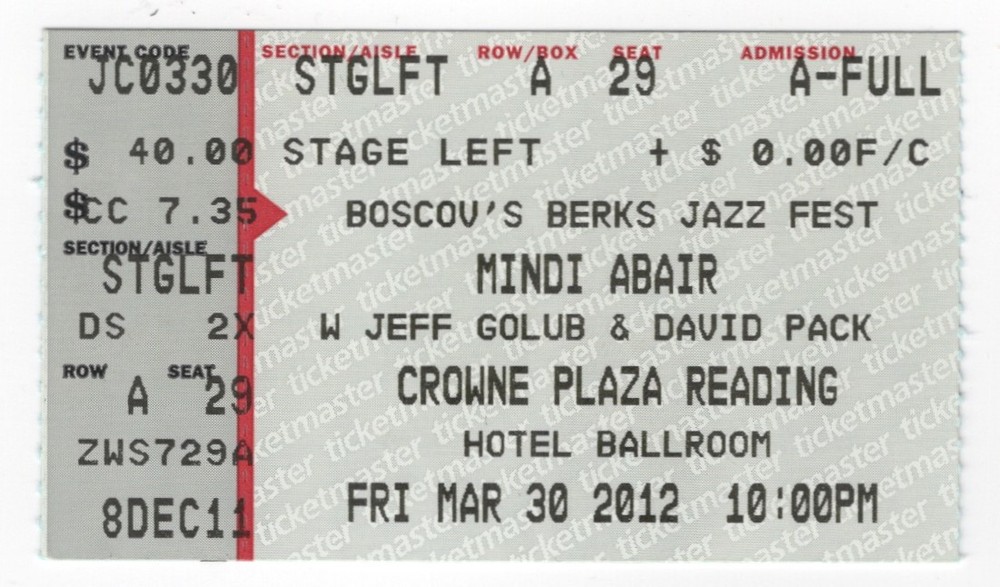 EVENT CODE SECTION/AISLE ROW/BOX SEAT ADMISSION
JC0330 STGLFT A 29 A-FULL
$ 40.00 STAGE LEFT + $ 0.00F/C
$CC 7.35 BOSCOV'S BERKS JAZZ FEST
SECTION/AISLE
STGLFT MINDI ABAIR
DS 2X W JEFF GOLUB & DAVID PACK
ROW SEAT
A 29 CROWNE PLAZA READING
ZWS729A HOTEL BALLROOM
8DEC11 FRI MAR 30 2012 10:00PM
ticketmaster